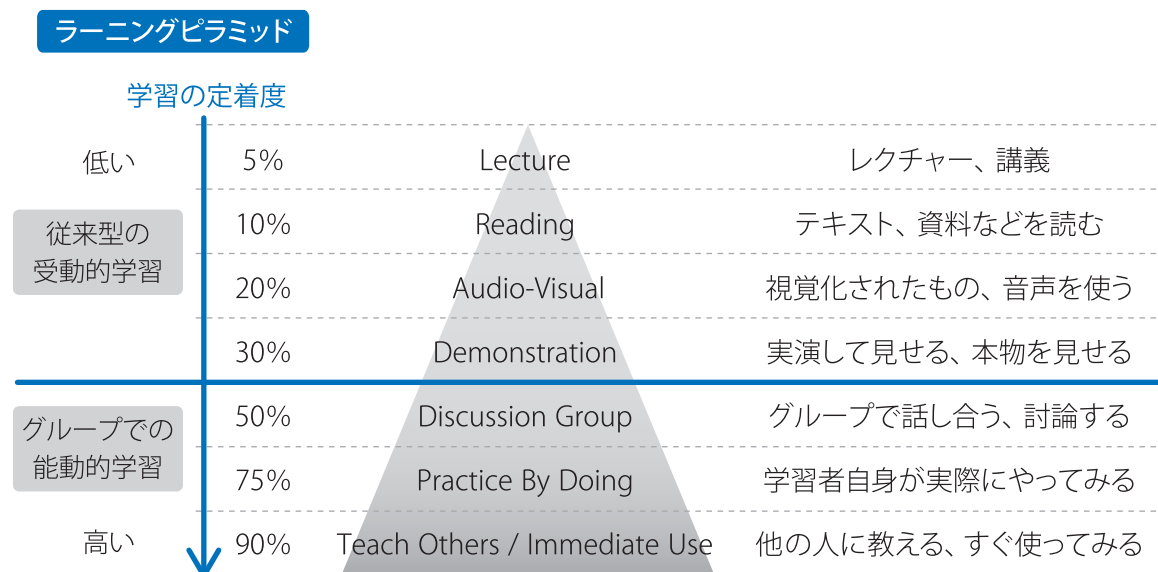 ラーニングピラミッド
学習の定着度
低い 5% Lecture レクチャー、講義
従来型の
受動的学習
10% Reading テキスト、資料などを読む
20% Audio-Visual 視覚化されたもの、音声を使う
30% Demonstration 実演して見せる、本物を見せる
グループでの
能動的学習
50% Discussion Group グループで話し合う、討論する
75% Practice By Doing 学習者自身が実際にやってみる
高い 90% Teach Others / Immediate Use 他の人に教える、すぐ使ってみる